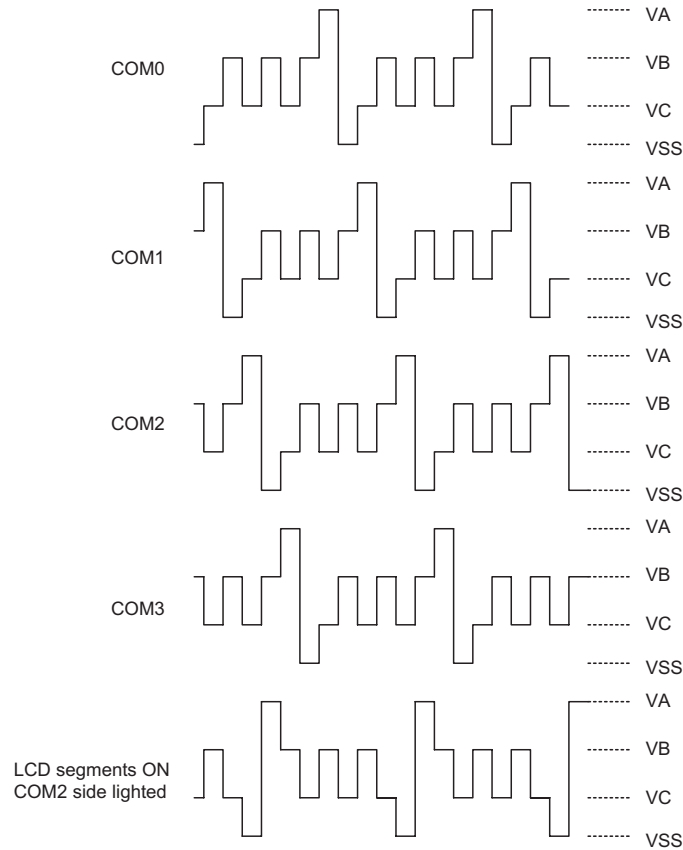 VA
COM0
VB
VC
VSS
VA
COM1
VB
VC
VSS
VA
COM2
VB
VC
VSS
VA
COM3
VB
VC
VSS
VA
VB
LCD segments ON
COM2 side lighted
VC
VSS